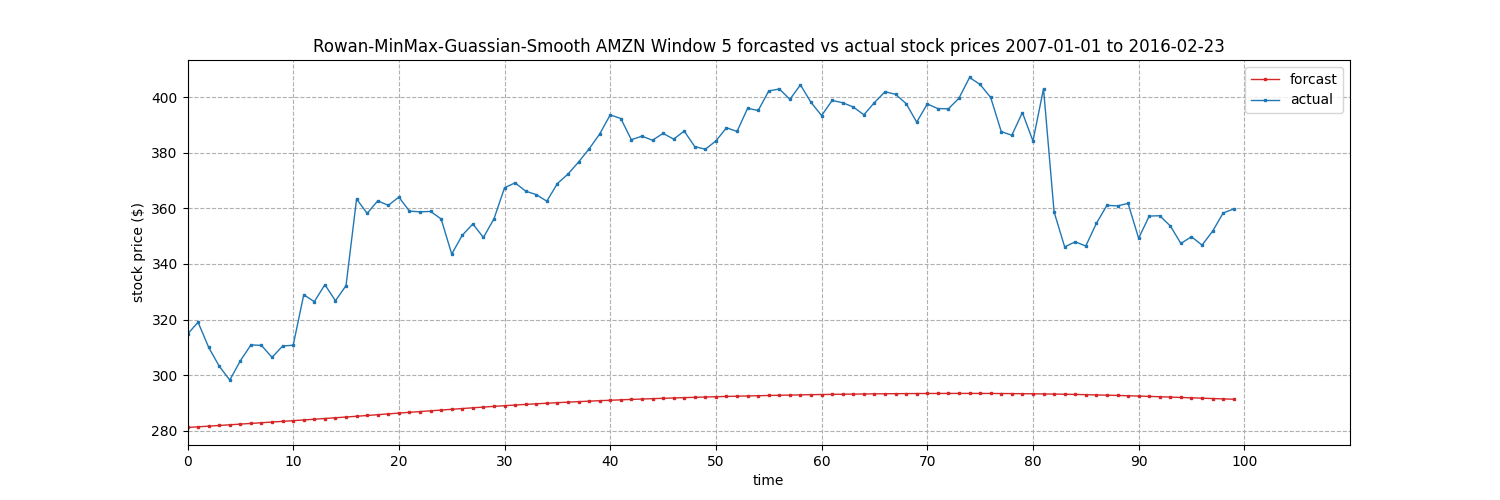 Rowan-MinMax-Guassian-Smooth AMZN Window 5 forcasted vs actual stock prices 2007-01-01 to 2016-02-23
forcast
actual
stock price ($)
400
380
360
340
320
300
280
0 10 20 30 40 50 60 70 80 90 100
time